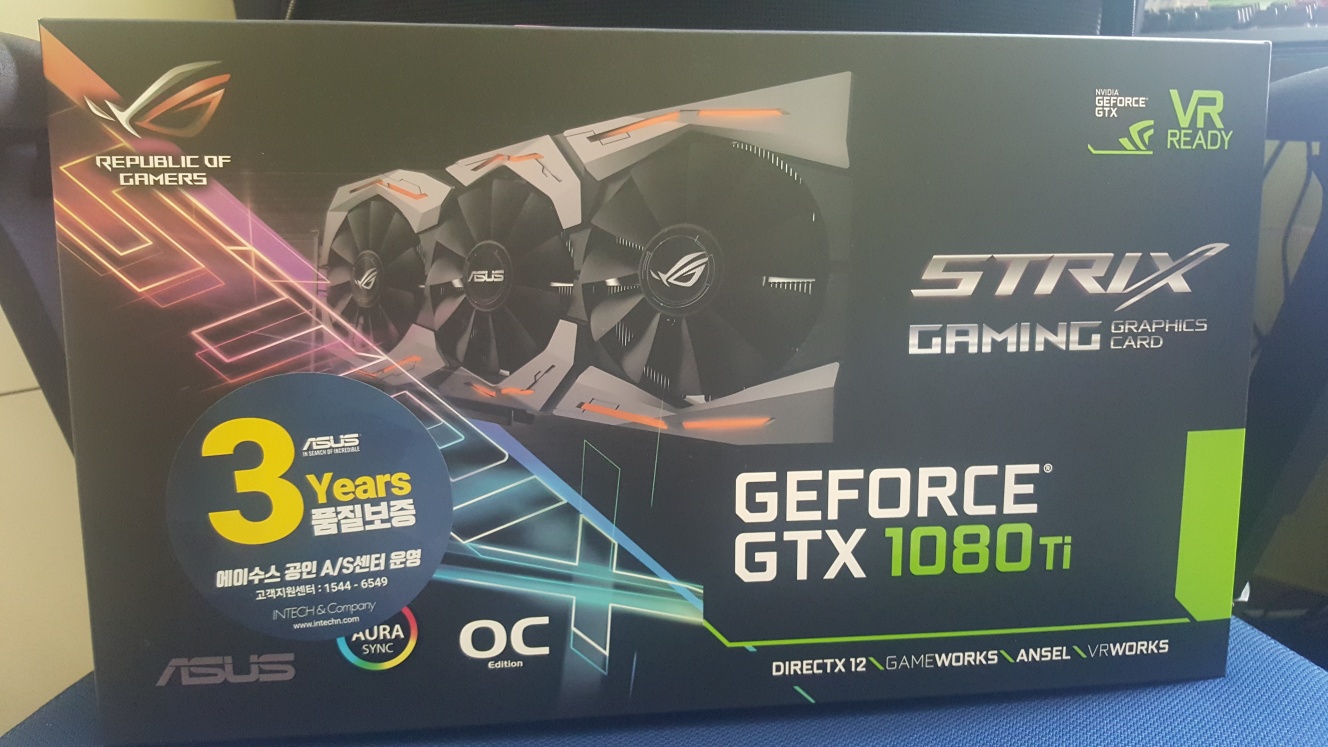 REPUBLIC OF
GAMERS
NVIDIA
GEFORCE
GTX
VR
READY
ASUS
STRIX
GAMING GRAPHICS
CARD
3
Years
ASUS
IN SEARCH OF INCREDIBLE
품질보증
에이수스 공인 A/S센터 운영
고객지원센터 : 1544 - 6549
INTECH & Company
www.intechn.com
GEFORCE®
GTX 1080 Ti
AURA
SYNC
OC
Edition
ASUS
DIRECTX 12 \ GAMEWORKS \ ANSEL \ VRWORKS